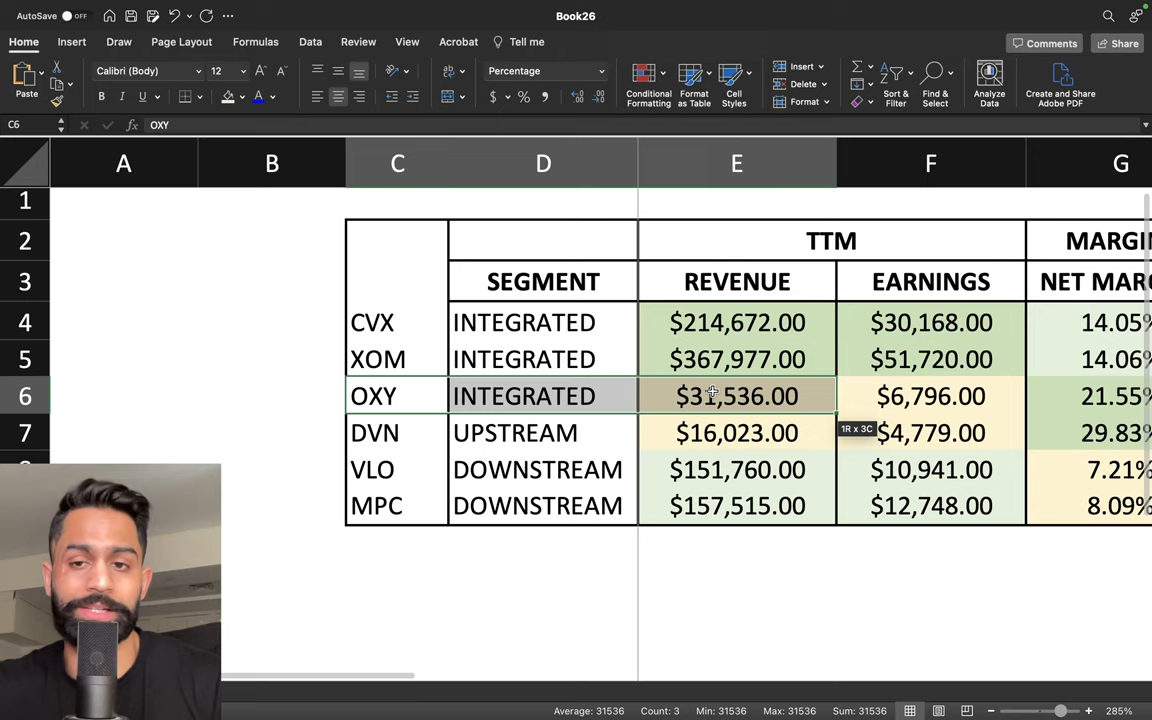 AutoSave OFF Book26
Home Insert Draw Page Layout Formulas Data Review View Acrobat Tell me Comments Share
Paste Calibri (Body) 12 A A Percentage Conditional Formatting Format as Table Cell Styles Insert Delete Format Sort & Filter Find & Select Analyze Data Create and Share Adobe PDF
B I U A $ % ,
C6 fx OXY
A B C D E F G
1
2 TTM MARGI
3 SEGMENT REVENUE EARNINGS NET MAR
4 CVX INTEGRATED $214,672.00 $30,168.00 14.05%
5 XOM INTEGRATED $367,977.00 $51,720.00 14.06%
6 OXY INTEGRATED $31,536.00 $6,796.00 21.55%
7 DVN UPSTREAM $16,023.00 $4,779.00 29.83%
1R x 3C
VLO DOWNSTREAM $151,760.00 $10,941.00 7.21%
MPC DOWNSTREAM $157,515.00 $12,748.00 8.09%
Average: 31536 Count: 3 Min: 31536 Max: 31536 Sum: 31536 285%